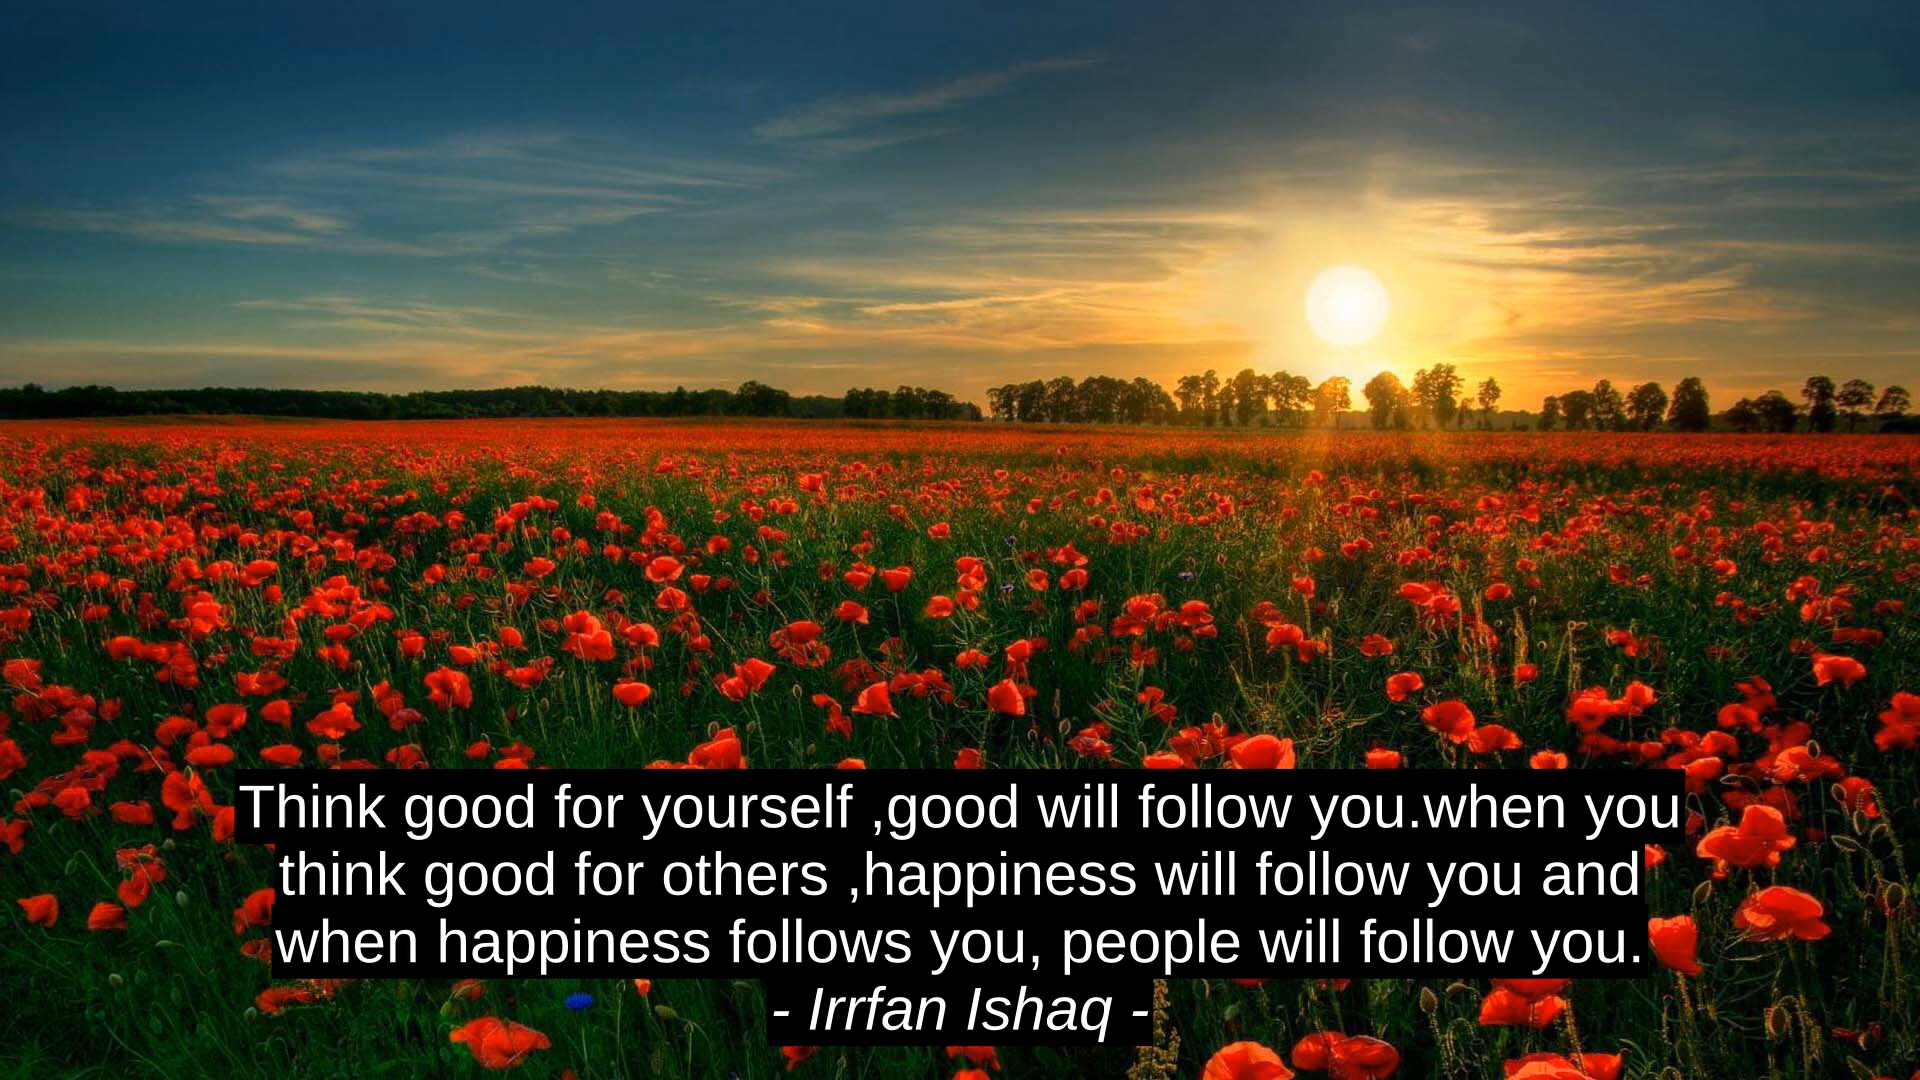 Think good for yourself ,good will follow you.when you
think good for others ,happiness will follow you and
when happiness follows you, people will follow you.
- Irrfan Ishaq -